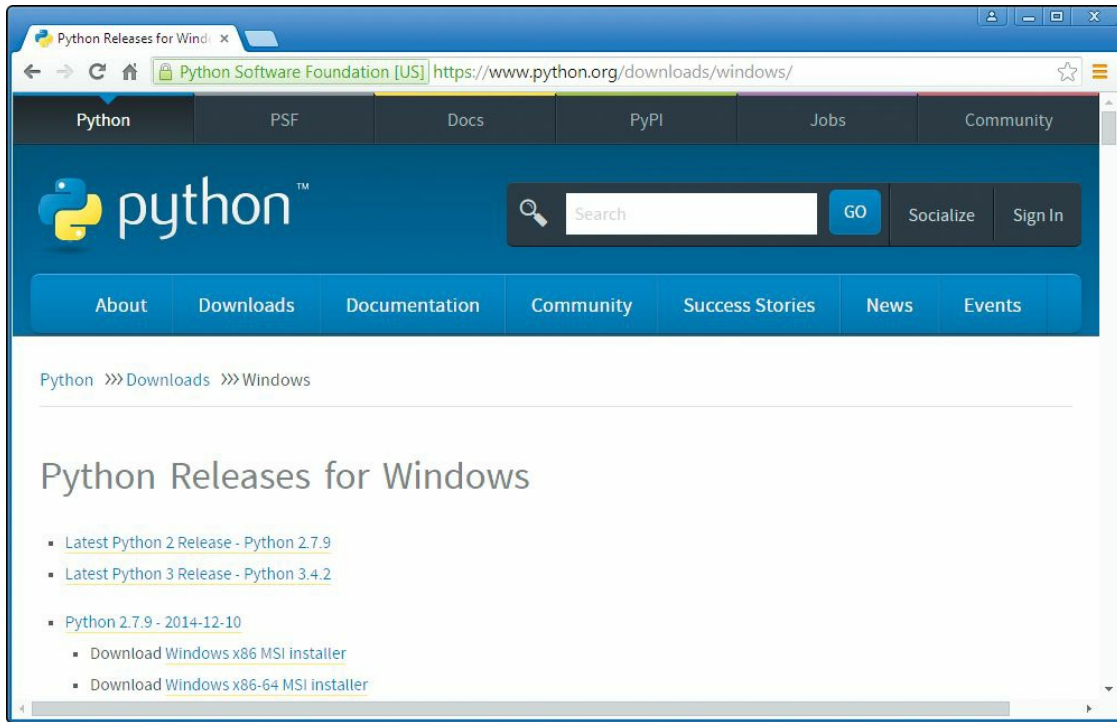 Python Releases for Wind
Python Software Foundation [US] https://www.python.org/downloads/windows/
Python PSF Docs PyPI Jobs Community
python™
Search GO Socialize Sign In
About Downloads Documentation Community Success Stories News Events
Python >>> Downloads >>> Windows
Python Releases for Windows
Latest Python 2 Release - Python 2.7.9
Latest Python 3 Release - Python 3.4.2
Python 2.7.9 - 2014-12-10
Download Windows x86 MSI installer
Download Windows x86-64 MSI installer